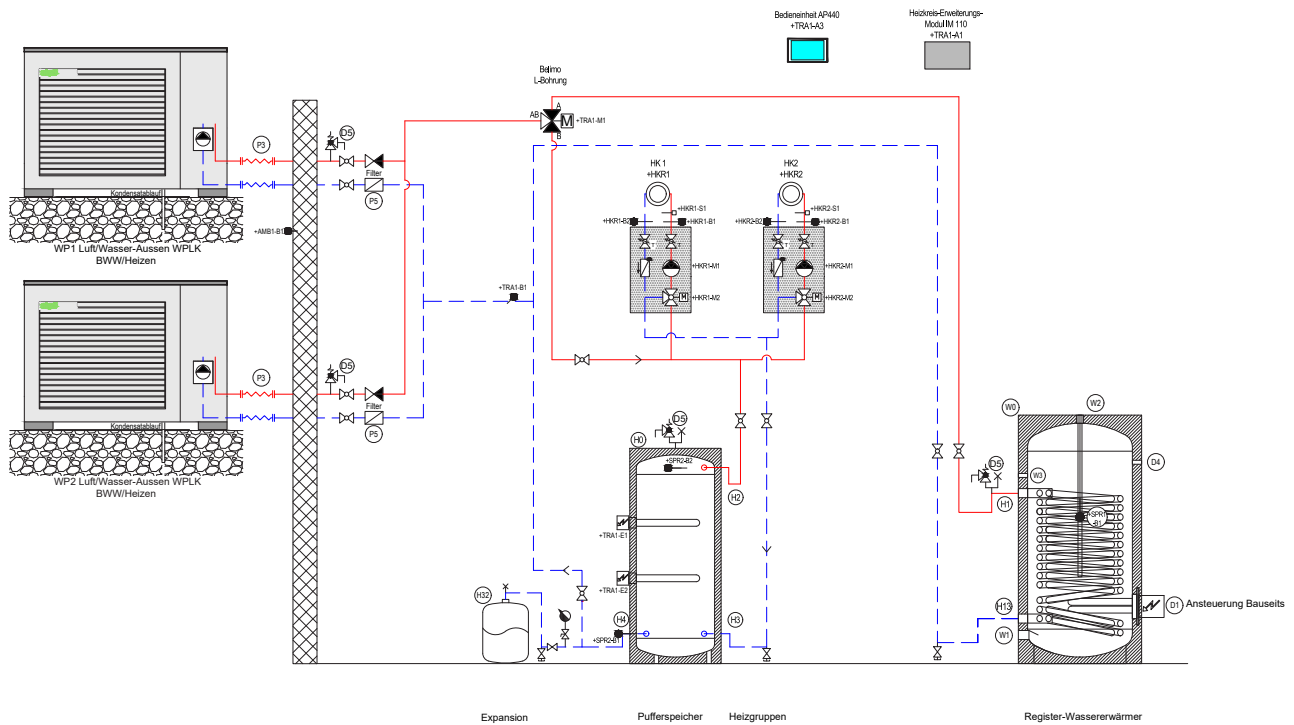 Bedieneinheit AP440
+TRA1-A3
Heizkreis-Erweiterungs-
Modul IM 110
+TRA1-A1
Belimo
L-Bohrung
A
AB
M
+TRA1-M1
B
P3
D5
Filter
P5
Kondensatablauf
WP1 Luft/Wasser-Aussen WPLK
BWW/Heizen
+AMB1-B1
HK 1
+HKR1
HK2
+HKR2
+HKR1-S1
+HKR1-B2
+HKR1-B1
+HKR2-S1
+HKR2-B2
+HKR2-B1
T
T
+HKR1-M1
+HKR2-M1
M
+HKR1-M2
M
+HKR2-M2
+TRA1-B1
P3
D5
Filter
P5
Kondensatablauf
WP2 Luft/Wasser-Aussen WPLK
BWW/Heizen
D5
H0
+SPR2-B2
H2
+TRA1-E1
+TRA1-E2
H32
H4
+SPR2-B1
H3
W0
W2
D5
W3
D4
H1
+SPR1
-B1
H13
D1
Ansteuerung Bauseits
W1
Expansion
Pufferspeicher
Heizgruppen
Register-Wassererwärmer